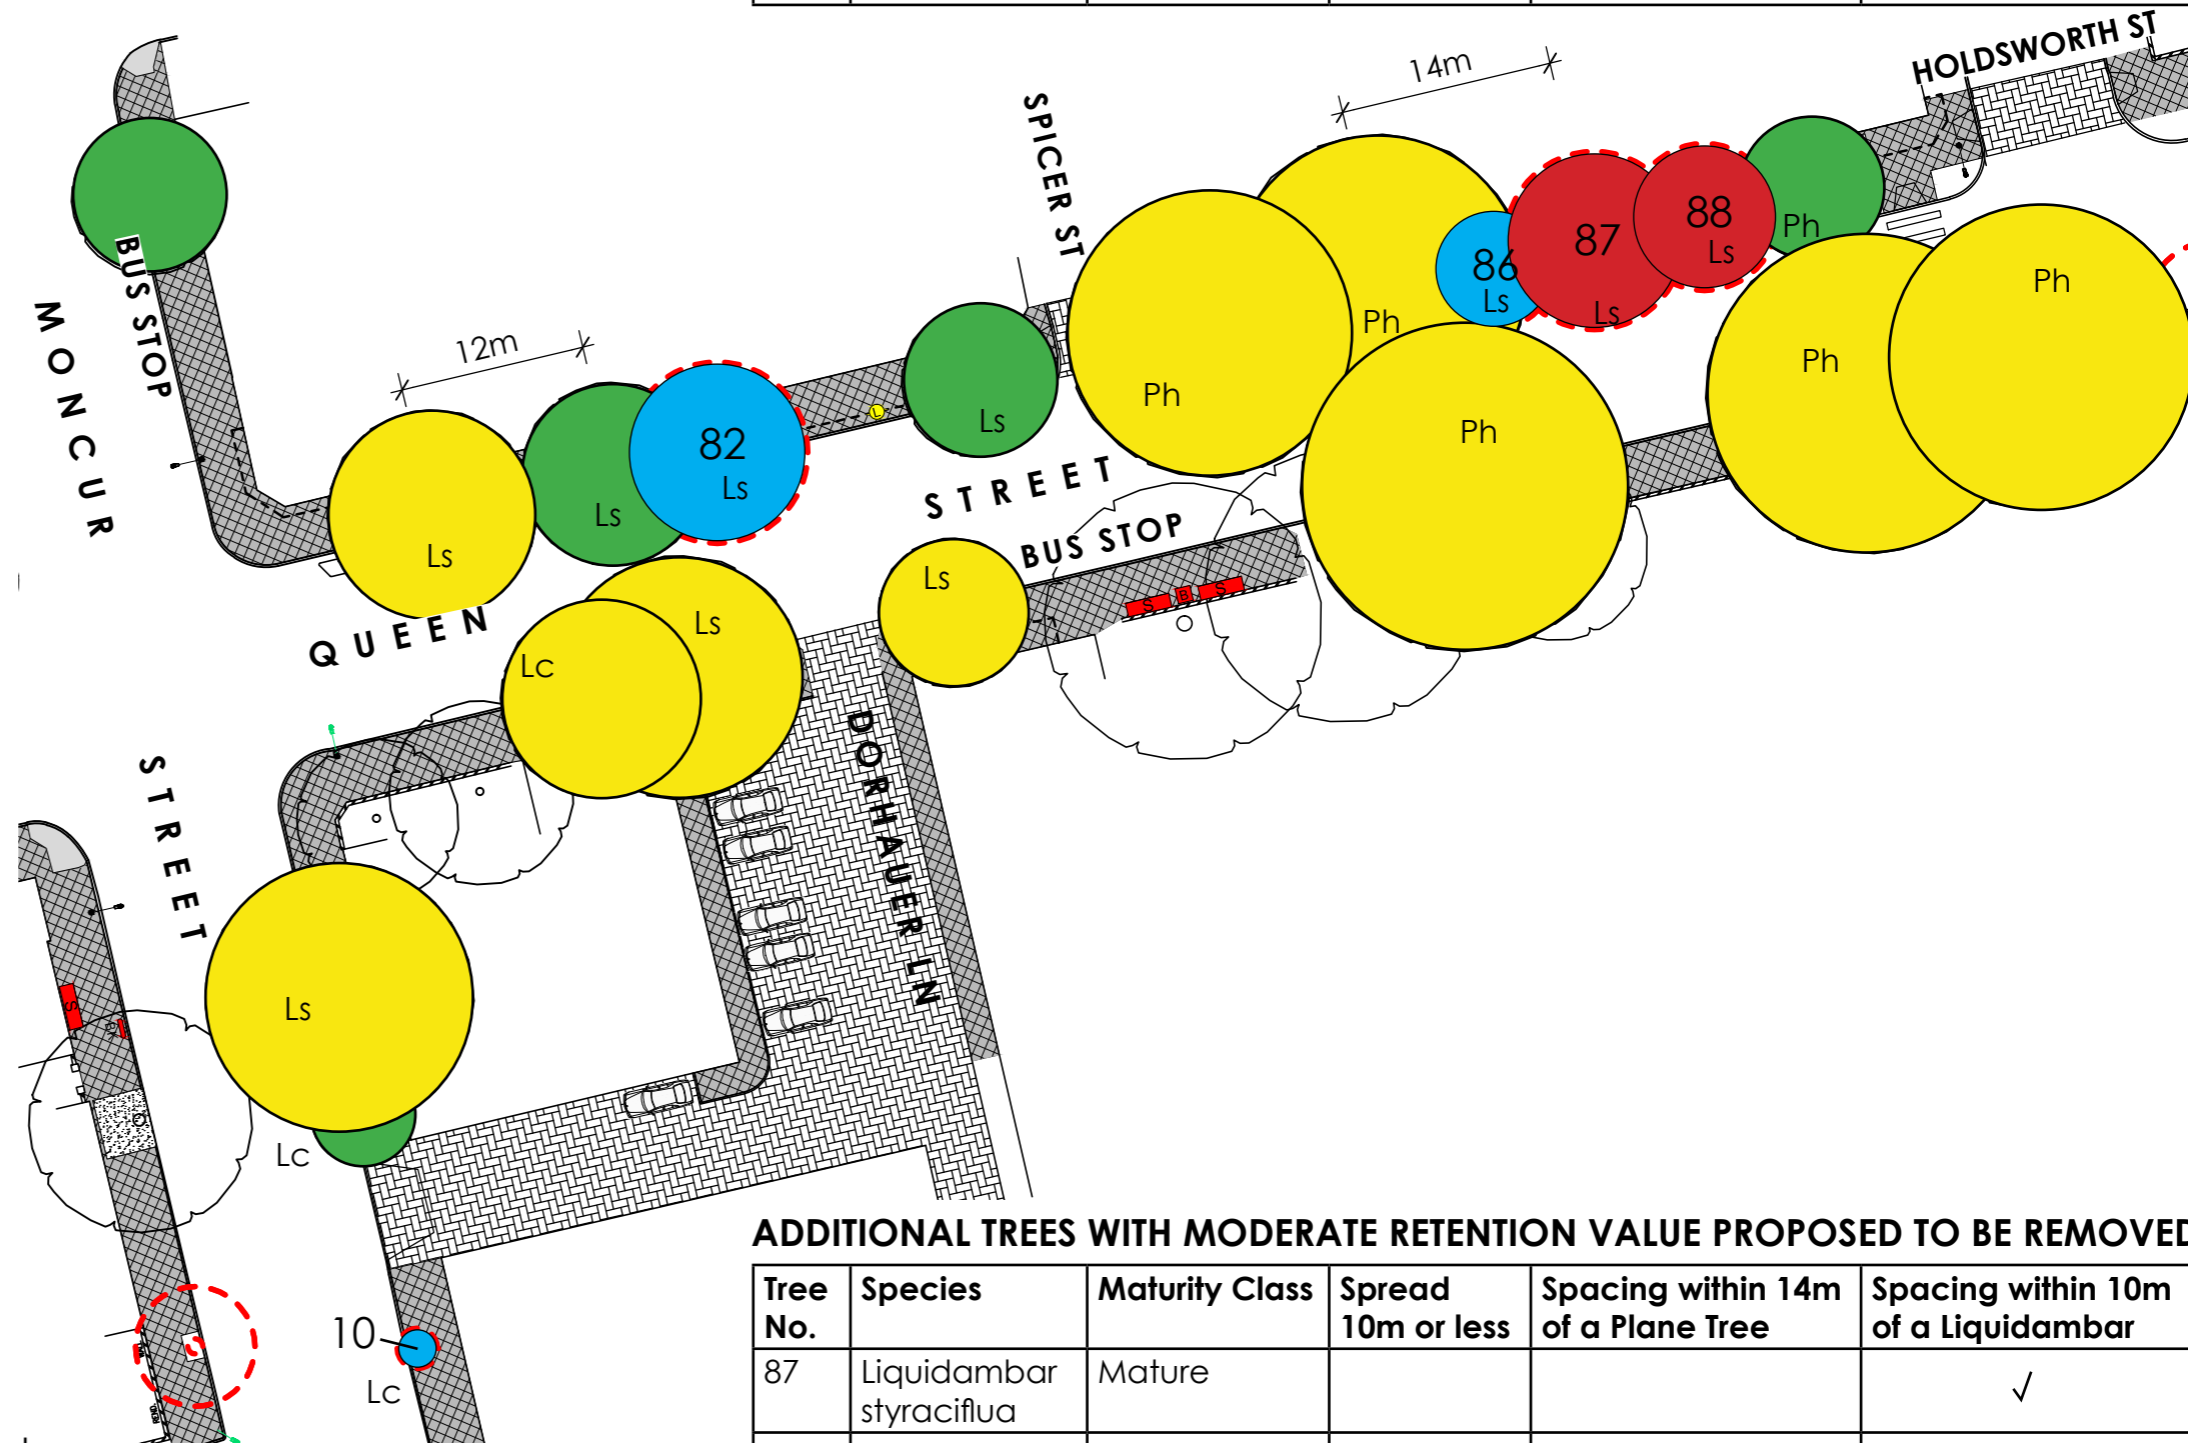 HOLDSWORTH ST
14m
SPICER ST
BUS STOP
MONCUR
12m
Ph
88
Ls
87
Ls
86
Ls
Ph
Ph
Ph
Ph
Ph
82
Ls
Ls
Ls
Ls
L
STREET
BUS STOP
QUEEN
Ls
Ls
Lc
S
B
S
DORHAUER LN
STREET
Ls
S
Lc
10
Lc
ADDITIONAL TREES WITH MODERATE RETENTION VALUE PROPOSED TO BE REMOVED
Tree No.
Species
Maturity Class
Spread 10m or less
Spacing within 14m of a Plane Tree
Spacing within 10m of a Liquidambar
87
Liquidambar styraciflua
Mature
✓